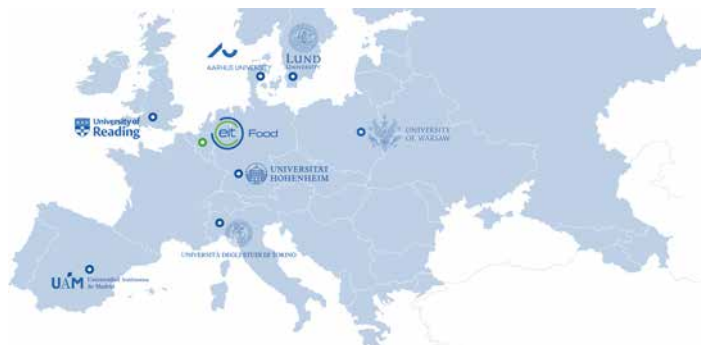 AARHUS UNIVERSITY
LUND
UNIVERSITY
University of
Reading
eit Food
UNIVERSITY
OF WARSAW
UNIVERSITÄT
HOHENHEIM
UNIVERSITÀ DEGLI STUDI DI TORINO
UAM Universidad Autónoma
de Madrid